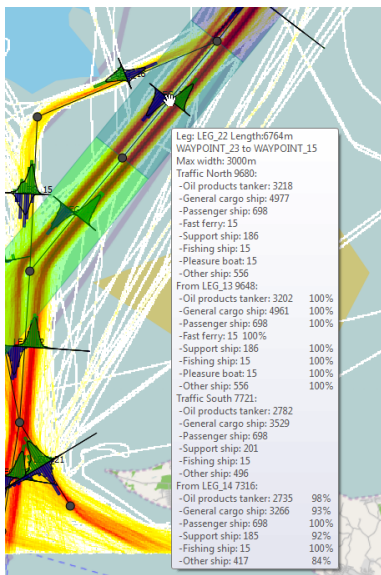 15
Leg: LEG_22 Length:6764m
WAYPOINT_23 to WAYPOINT_15
Max width: 3000m
Traffic North 9680:
-Oil products tanker: 3218
-General cargo ship: 4977
-Passenger ship: 698
-Fast ferry: 15
-Support ship: 186
-Fishing ship: 15
-Pleasure boat: 15
-Other ship: 556
From LEG_13 9648:
-Oil products tanker: 3202 100%
-General cargo ship: 4961 100%
-Passenger ship: 698 100%
-Fast ferry: 15 100%
-Support ship: 186 100%
-Fishing ship: 15 100%
-Pleasure boat: 15 100%
-Other ship: 556 100%
Traffic South 7721:
-Oil products tanker: 2782
-General cargo ship: 3529
-Passenger ship: 698
-Support ship: 201
-Fishing ship: 15
-Other ship: 496
From LEG_14 7316:
-Oil products tanker: 2735 98%
-General cargo ship: 3266 93%
-Passenger ship: 698 100%
-Support ship: 185 92%
-Fishing ship: 15 100%
-Other ship: 417 84%